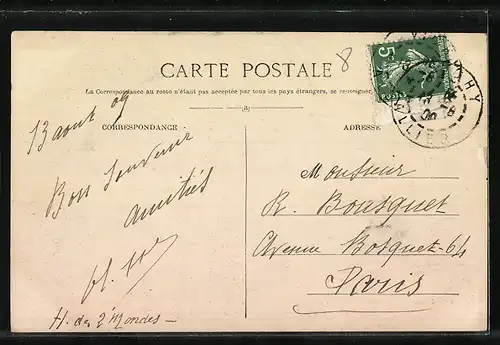 8
CARTE POSTALE
La Correspondance au recto n'étant pas acceptée par tous les pays étrangers, se renseigner
13 août 09
CORRESPONDANCE
ADRESSE
Bon Souvenir
Amitiés
H. des 2 Mondes
Monsieur
R. Bousquet
Avenue Bosquet-64
Paris
5